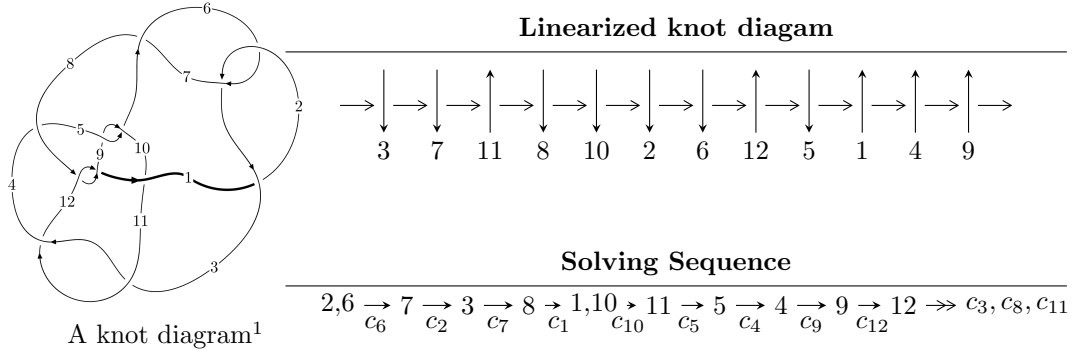 Linearized knot diagam
3 7 11 8 10 2 6 12 5 1 4 9
Solving Sequence
2,6 → 7 → 3 → 8 → 1,10 → 11 → 5 → 4 → 9 → 12 ↠ c3, c8, c11
c6 c2 c7 c1 c10 c5 c4 c9 c12
6
8
7
2
5
10
9
4
1
12
11
3
A knot diagram1